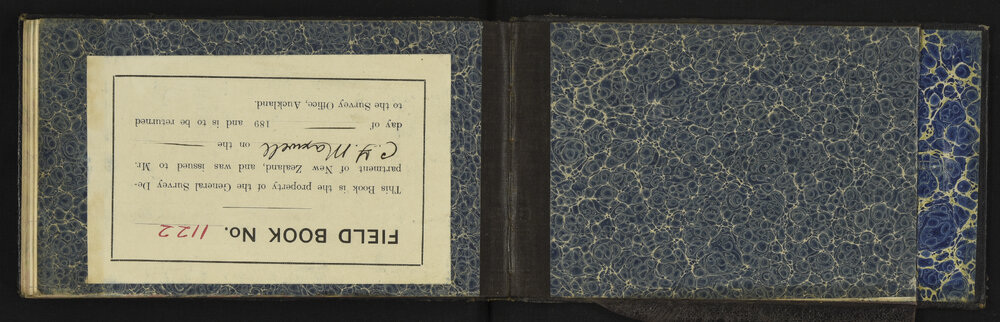 FIELD BOOK No. 1122
This Book is the property of the General Survey De-
partment of New Zealand, and was issued to Mr.
C. Y. Maxwell on the
day of 189 and is to be returned
to the Survey Office, Auckland.